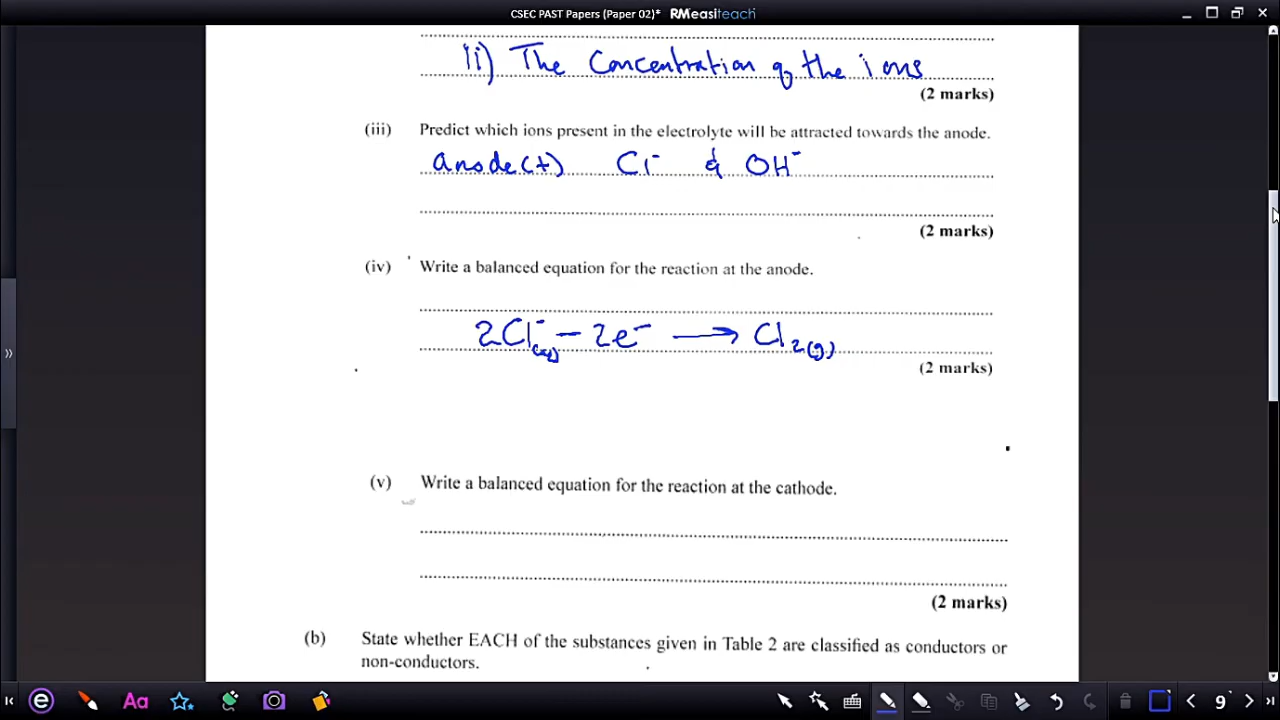 CSEC PAST Papers (Paper 02)* RMeasiteach
ii) The Concentration of the ions
(2 marks)
(iii) Predict which ions present in the electrolyte will be attracted towards the anode.
anode(+) Cl⁻ & OH⁻
(2 marks)
(iv) Write a balanced equation for the reaction at the anode.
2Cl⁻(aq) − 2e⁻ → Cl₂(g)
(2 marks)
(v) Write a balanced equation for the reaction at the cathode.
(2 marks)
(b) State whether EACH of the substances given in Table 2 are classified as conductors or
non-conductors.
e Aa 9